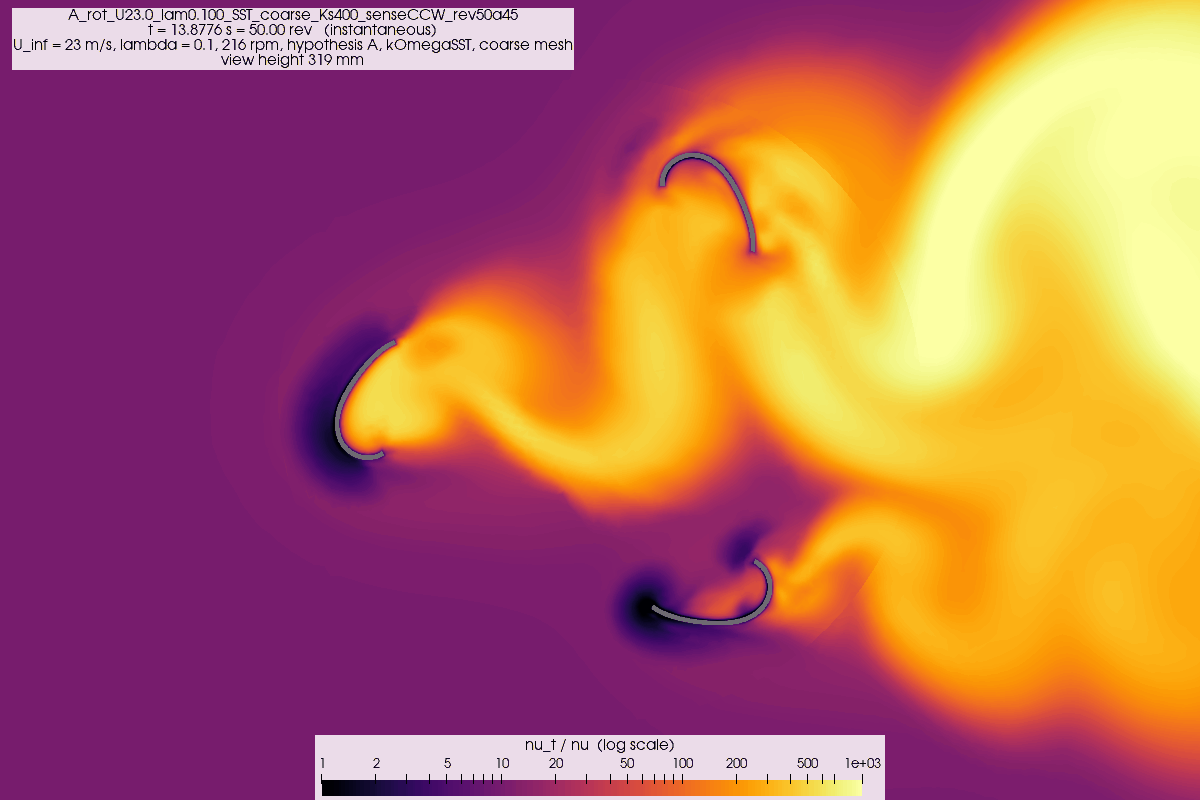 A_rot_U23.0_lam0.100_SST_coarse_Ks400_senseCCW_rev50a45
t = 13.8776 s = 50.00 rev   (instantaneous)
U_inf = 23 m/s, lambda = 0.1, 216 rpm, hypothesis A, kOmegaSST, coarse mesh
view height 319 mm
nu_t / nu  (log scale)
1 2 5 10 20 50 100 200 500 1e+03